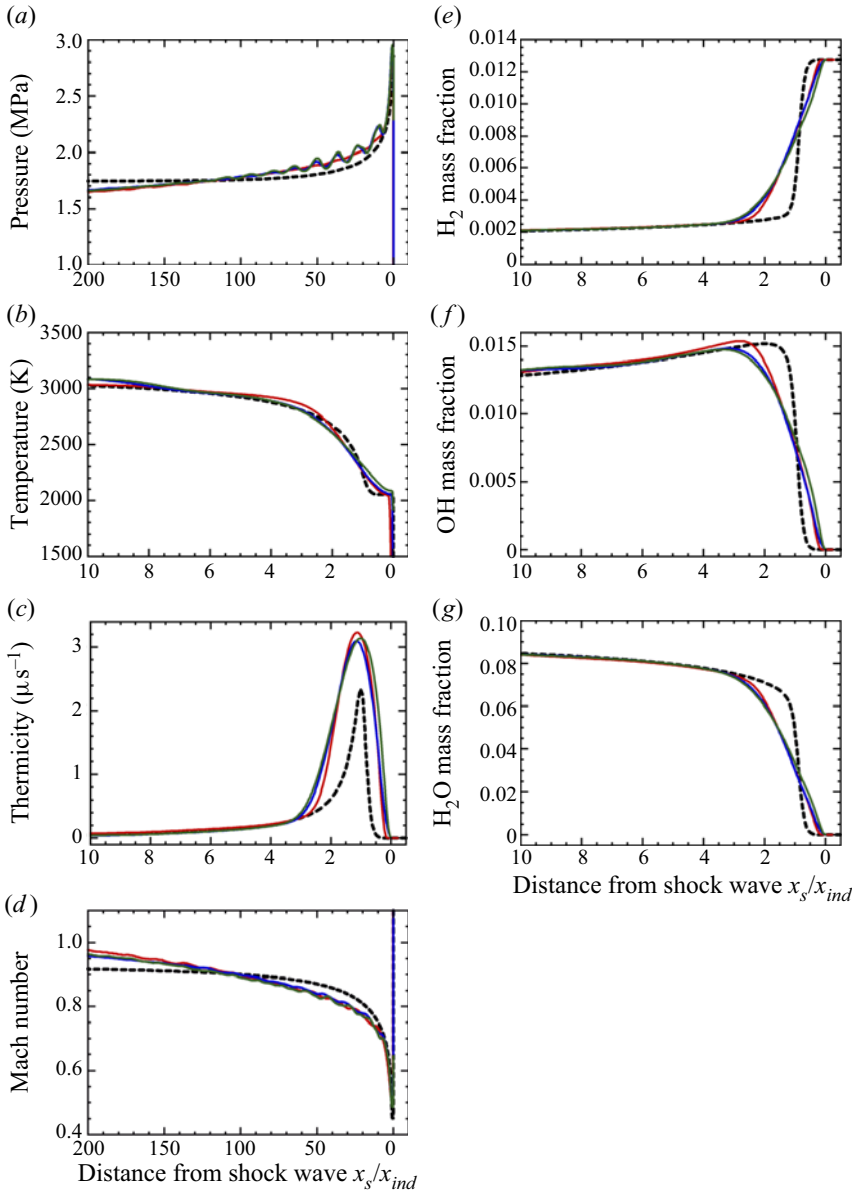 (a)
3.0
2.5
2.0
1.5
1.0
Pressure (MPa)
200 150 100 50 0
(b)
3500
3000
2500
2000
1500
Temperature (K)
10 8 6 4 2 0
(c)
3
2
1
0
Thermicity (μ s⁻¹)
10 8 6 4 2 0
(d)
1.0
0.8
0.6
0.4
Mach number
200 150 100 50 0
Distance from shock wave xₛ/x_ind
(e)
0.014
0.012
0.010
0.008
0.006
0.004
0.002
0
H₂ mass fraction
10 8 6 4 2 0
(f)
0.015
0.010
0.005
0
OH mass fraction
10 8 6 4 2 0
(g)
0.10
0.08
0.06
0.04
0.02
0
H₂O mass fraction
10 8 6 4 2 0
Distance from shock wave xₛ/x_ind